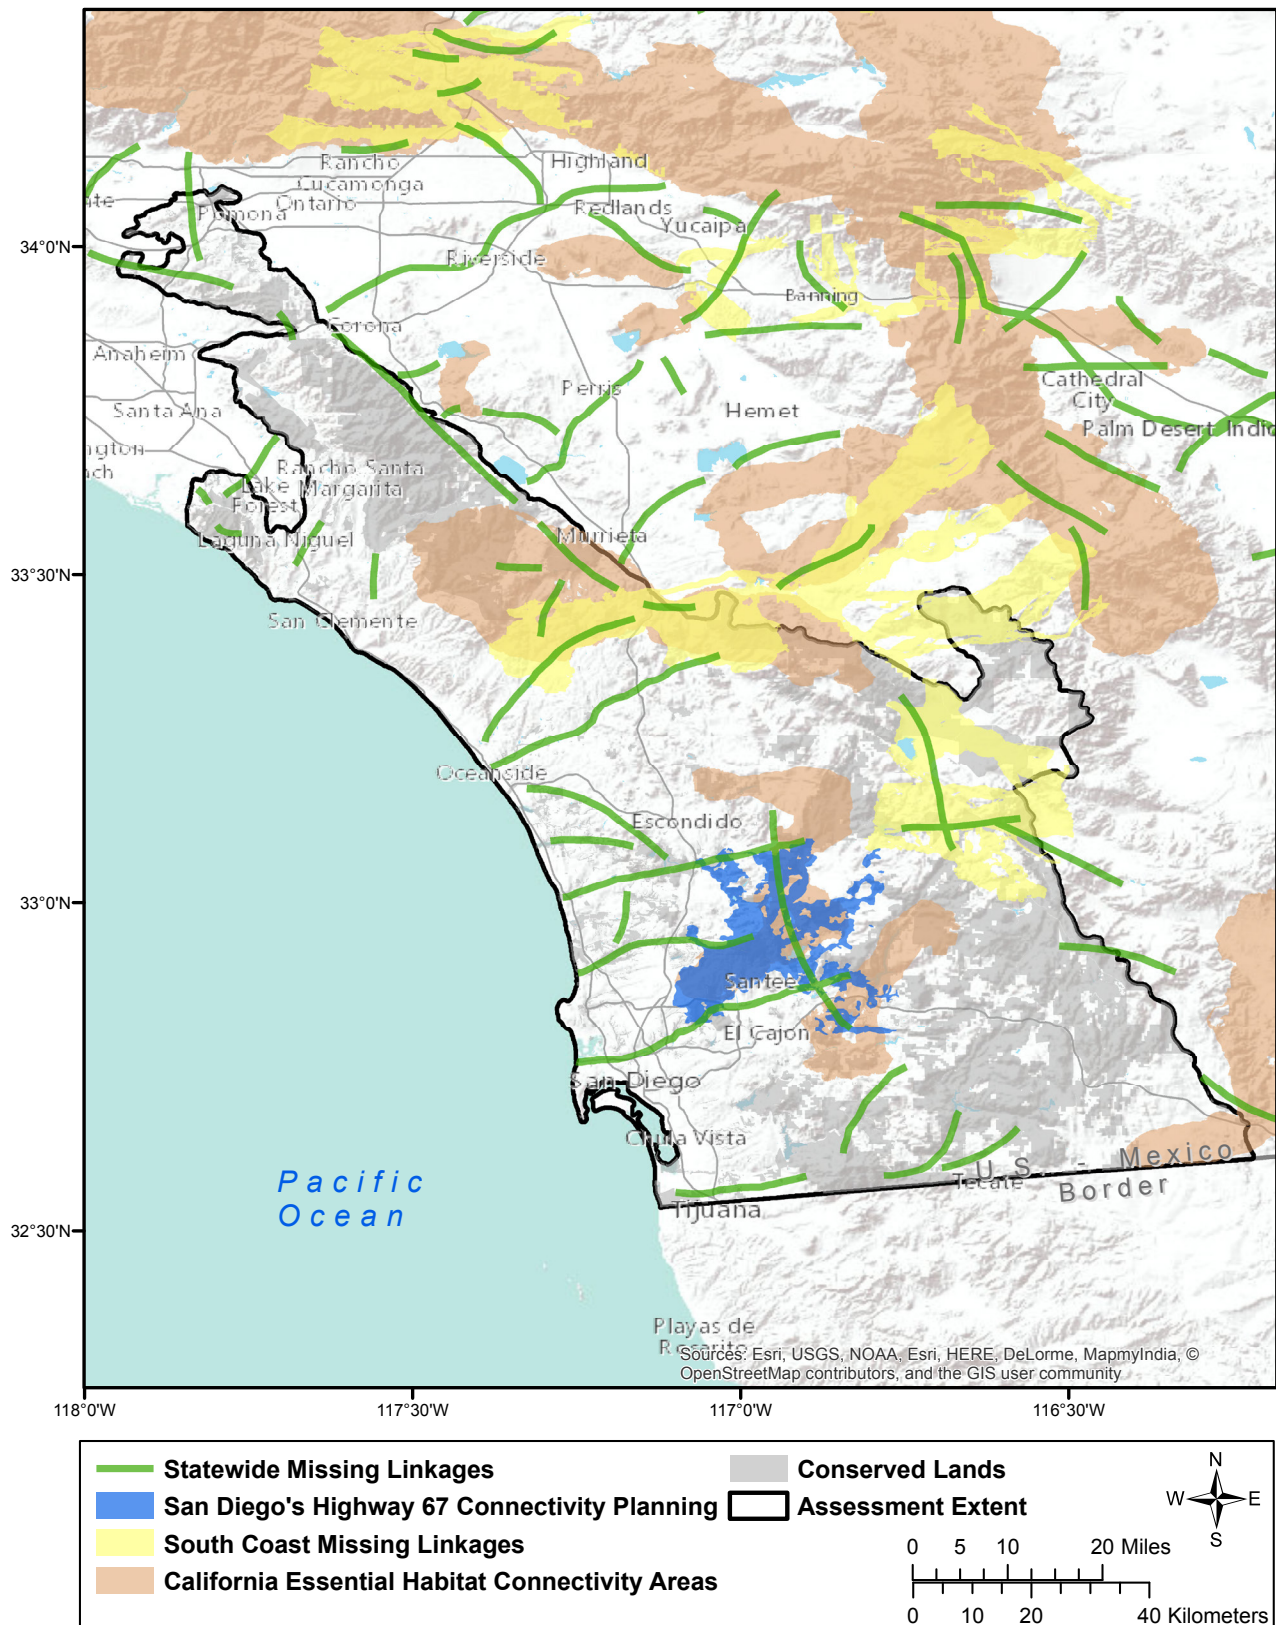 Rancho
Cucamonga
Highland
Pomona
Ontario
Redlands
Yucaipa
34°0'N
Riverside
Banning
Corona
Anaheim
Perris
Cathedral
City
Santa Ana
Hemet
Palm Desert
Indio
ngton
ch
Rancho Santa
Margarita
Lake
Forest
Laguna Niguel
Murrieta
33°30'N
San Clemente
Oceanside
Escondido
33°0'N
Santee
El Cajon
San Diego
Chula Vista
U.S. - Mexico
Border
Tecate
Tijuana
Pacific
Ocean
32°30'N
Playas de
Rosarito
Sources: Esri, USGS, NOAA, Esri, HERE, DeLorme, MapmyIndia, ©
OpenStreetMap contributors, and the GIS user community
118°0'W 117°30'W 117°0'W 116°30'W
Statewide Missing Linkages
San Diego's Highway 67 Connectivity Planning
South Coast Missing Linkages
California Essential Habitat Connectivity Areas
Conserved Lands
Assessment Extent
N
W E
S
0 5 10 20 Miles
0 10 20 40 Kilometers